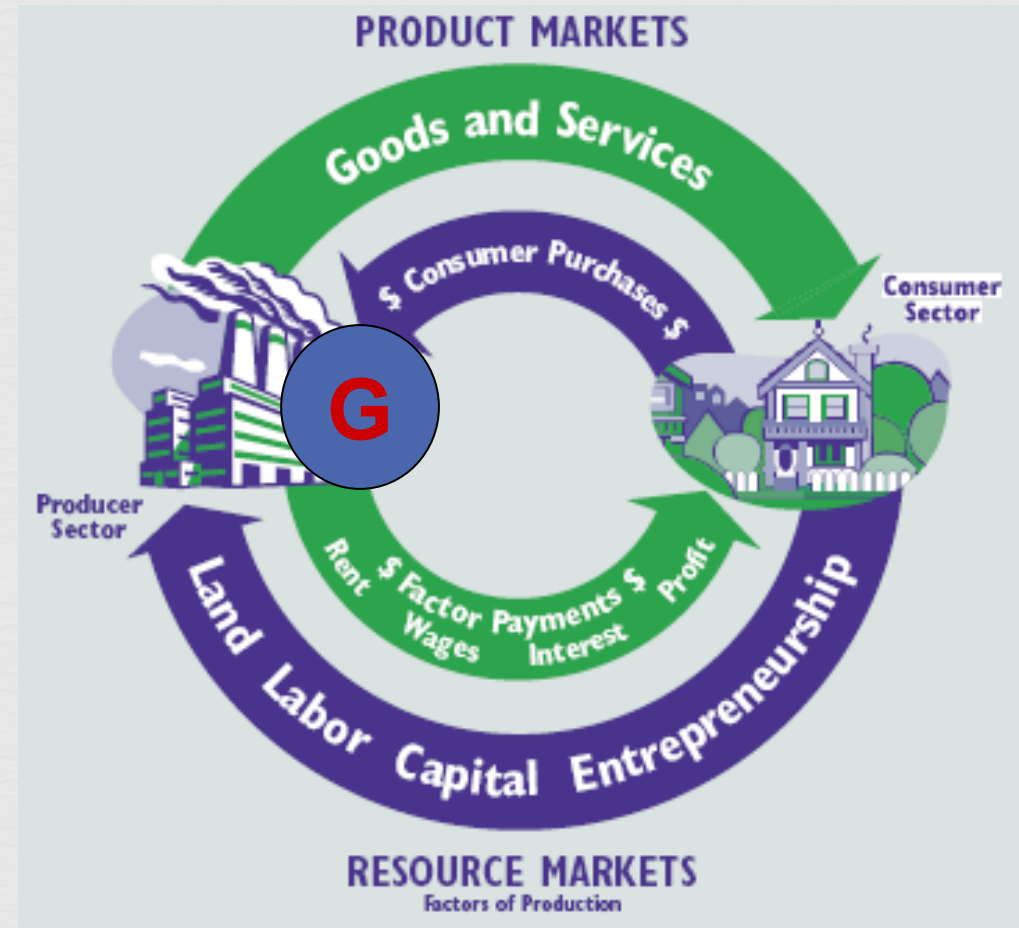 PRODUCT MARKETS
Goods and Services
$ Consumer Purchases $
Consumer
Sector
G
Producer
Sector
$ Factor Payments $
Rent Wages Interest Profit
Land Labor Capital Entrepreneurship
RESOURCE MARKETS
Factors of Production